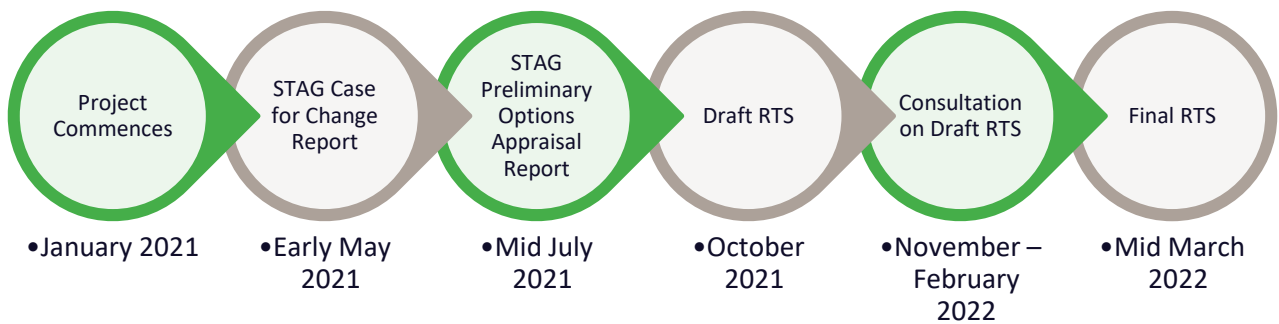 Project
Commences
STAG Case
for Change
Report
STAG
Preliminary
Options
Appraisal
Report
Draft RTS
Consultation
on Draft RTS
Final RTS
•January 2021
•Early May
2021
•Mid July
2021
•October
2021
•November –
February
2022
•Mid March
2022